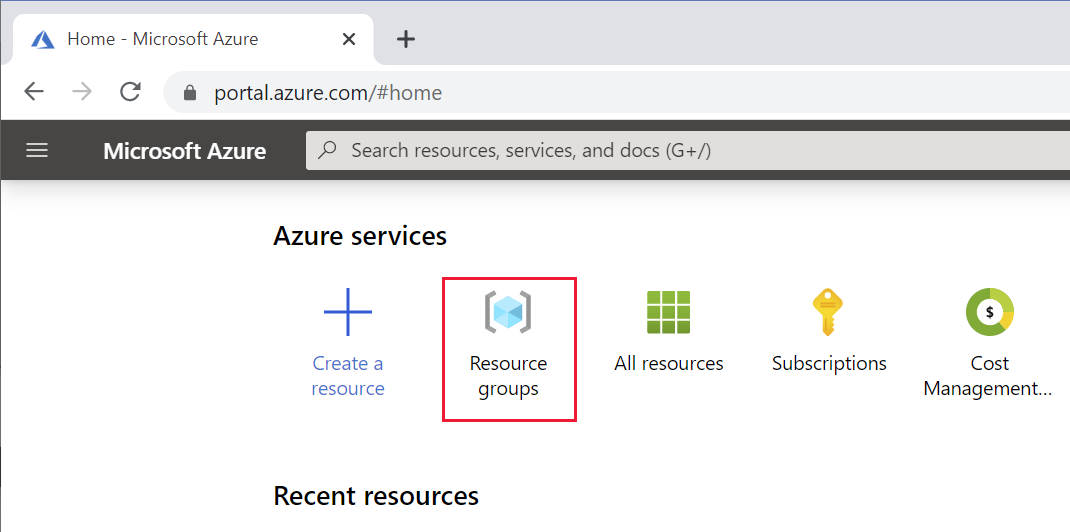 Home - Microsoft Azure
portal.azure.com/#home
Microsoft Azure
Search resources, services, and docs (G+/)
Azure services
Create a
resource
Resource
groups
All resources
Subscriptions
$
Cost
Management...
Recent resources